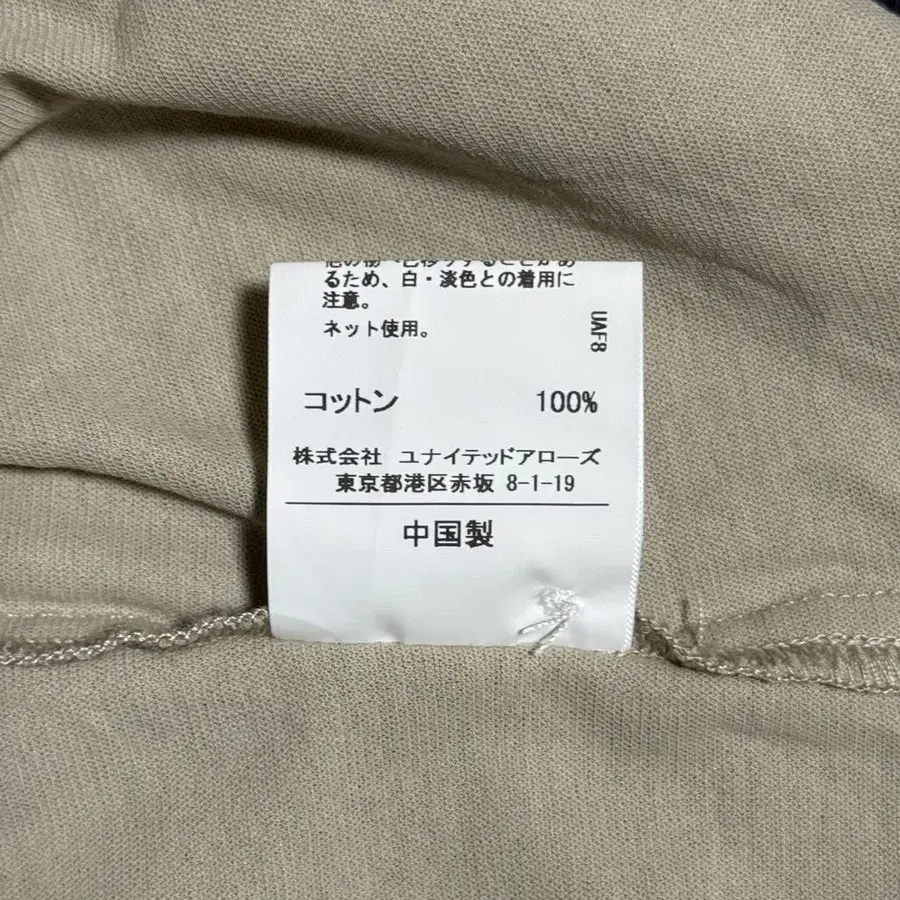 るため、白・淡色との着用に
注意。
ネット使用。
UAF8
コットン 100%
株式会社 ユナイテッドアローズ
東京都港区赤坂 8-1-19
中国製